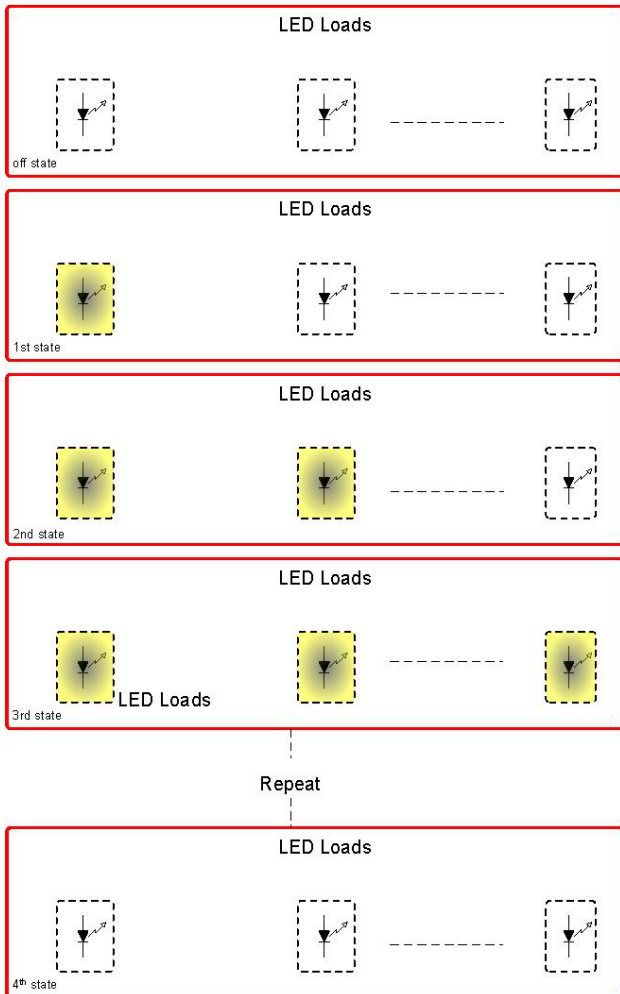 LED Loads
off state
LED Loads
1st state
LED Loads
2nd state
LED Loads
LED Loads
3rd state
Repeat
LED Loads
4th state